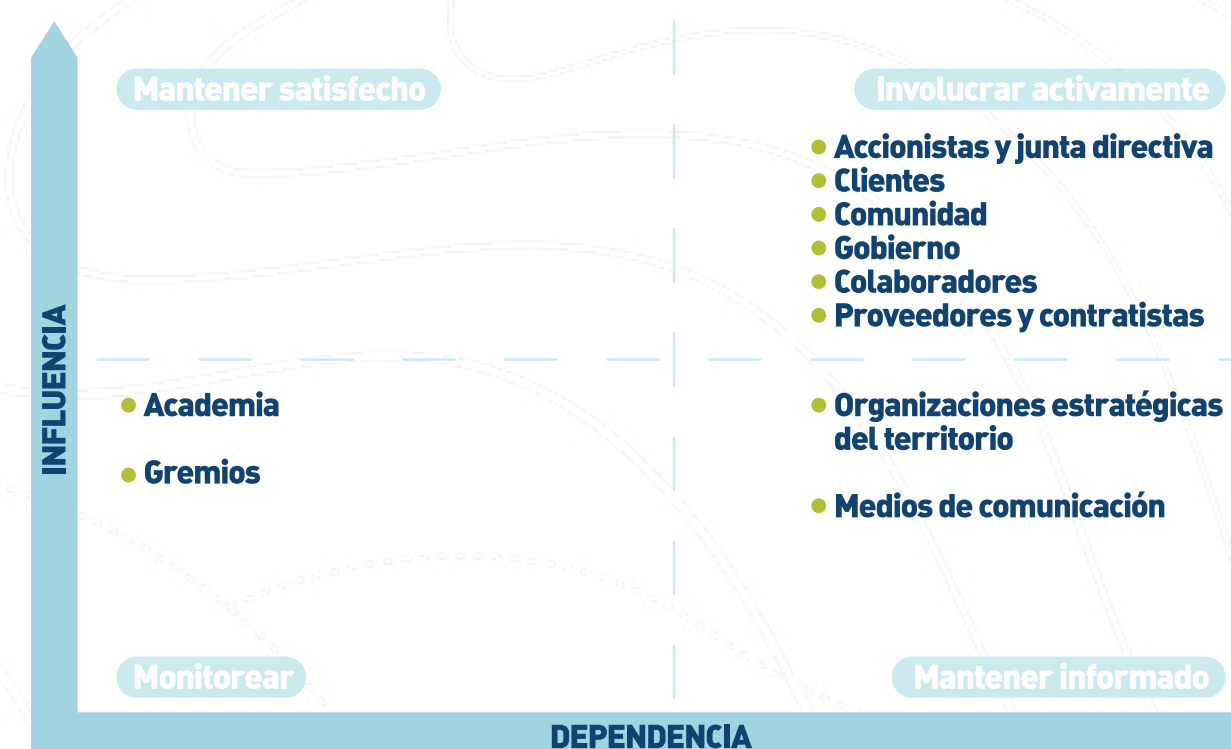 Mantener satisfecho
Involucrar activamente
Accionistas y junta directiva
Clientes
Comunidad
Gobierno
Colaboradores
Proveedores y contratistas
INFLUENCIA
Academia
Gremios
Organizaciones estratégicas
del territorio
Medios de comunicación
Monitorear
Mantener informado
DEPENDENCIA